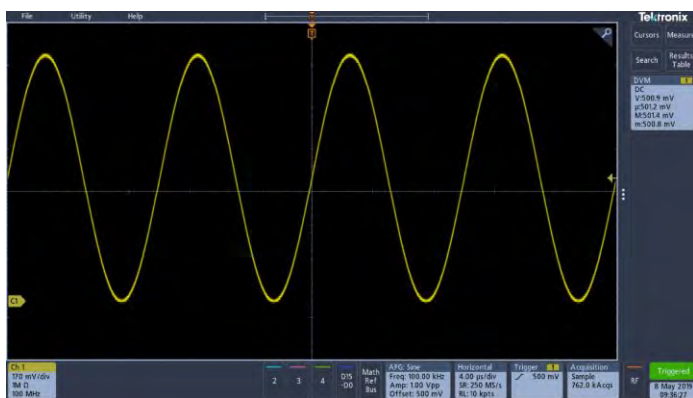 File Utility Help
T
T
Tektronix
Cursors Measure
Search Results Table
DVM 1
DC
V:500.9 mV
µ:501.2 mV
M:501.4 mV
m:500.8 mV
C1
Ch 1
170 mV/div
1M Ω
100 MHz
2
3
4
D15
-D0
Math
Ref
Bus
AFG: Sine
Freq: 100.00 kHz
Amp: 1.00 Vpp
Offset: 500 mV
Horizontal
4.00 µs/div
SR: 250 MS/s
RL: 10 kpts
Trigger 1
500 mV
Acquisition
Sample
762.0 kAcqs
RF
Triggered
8 May 2019
09:36:27